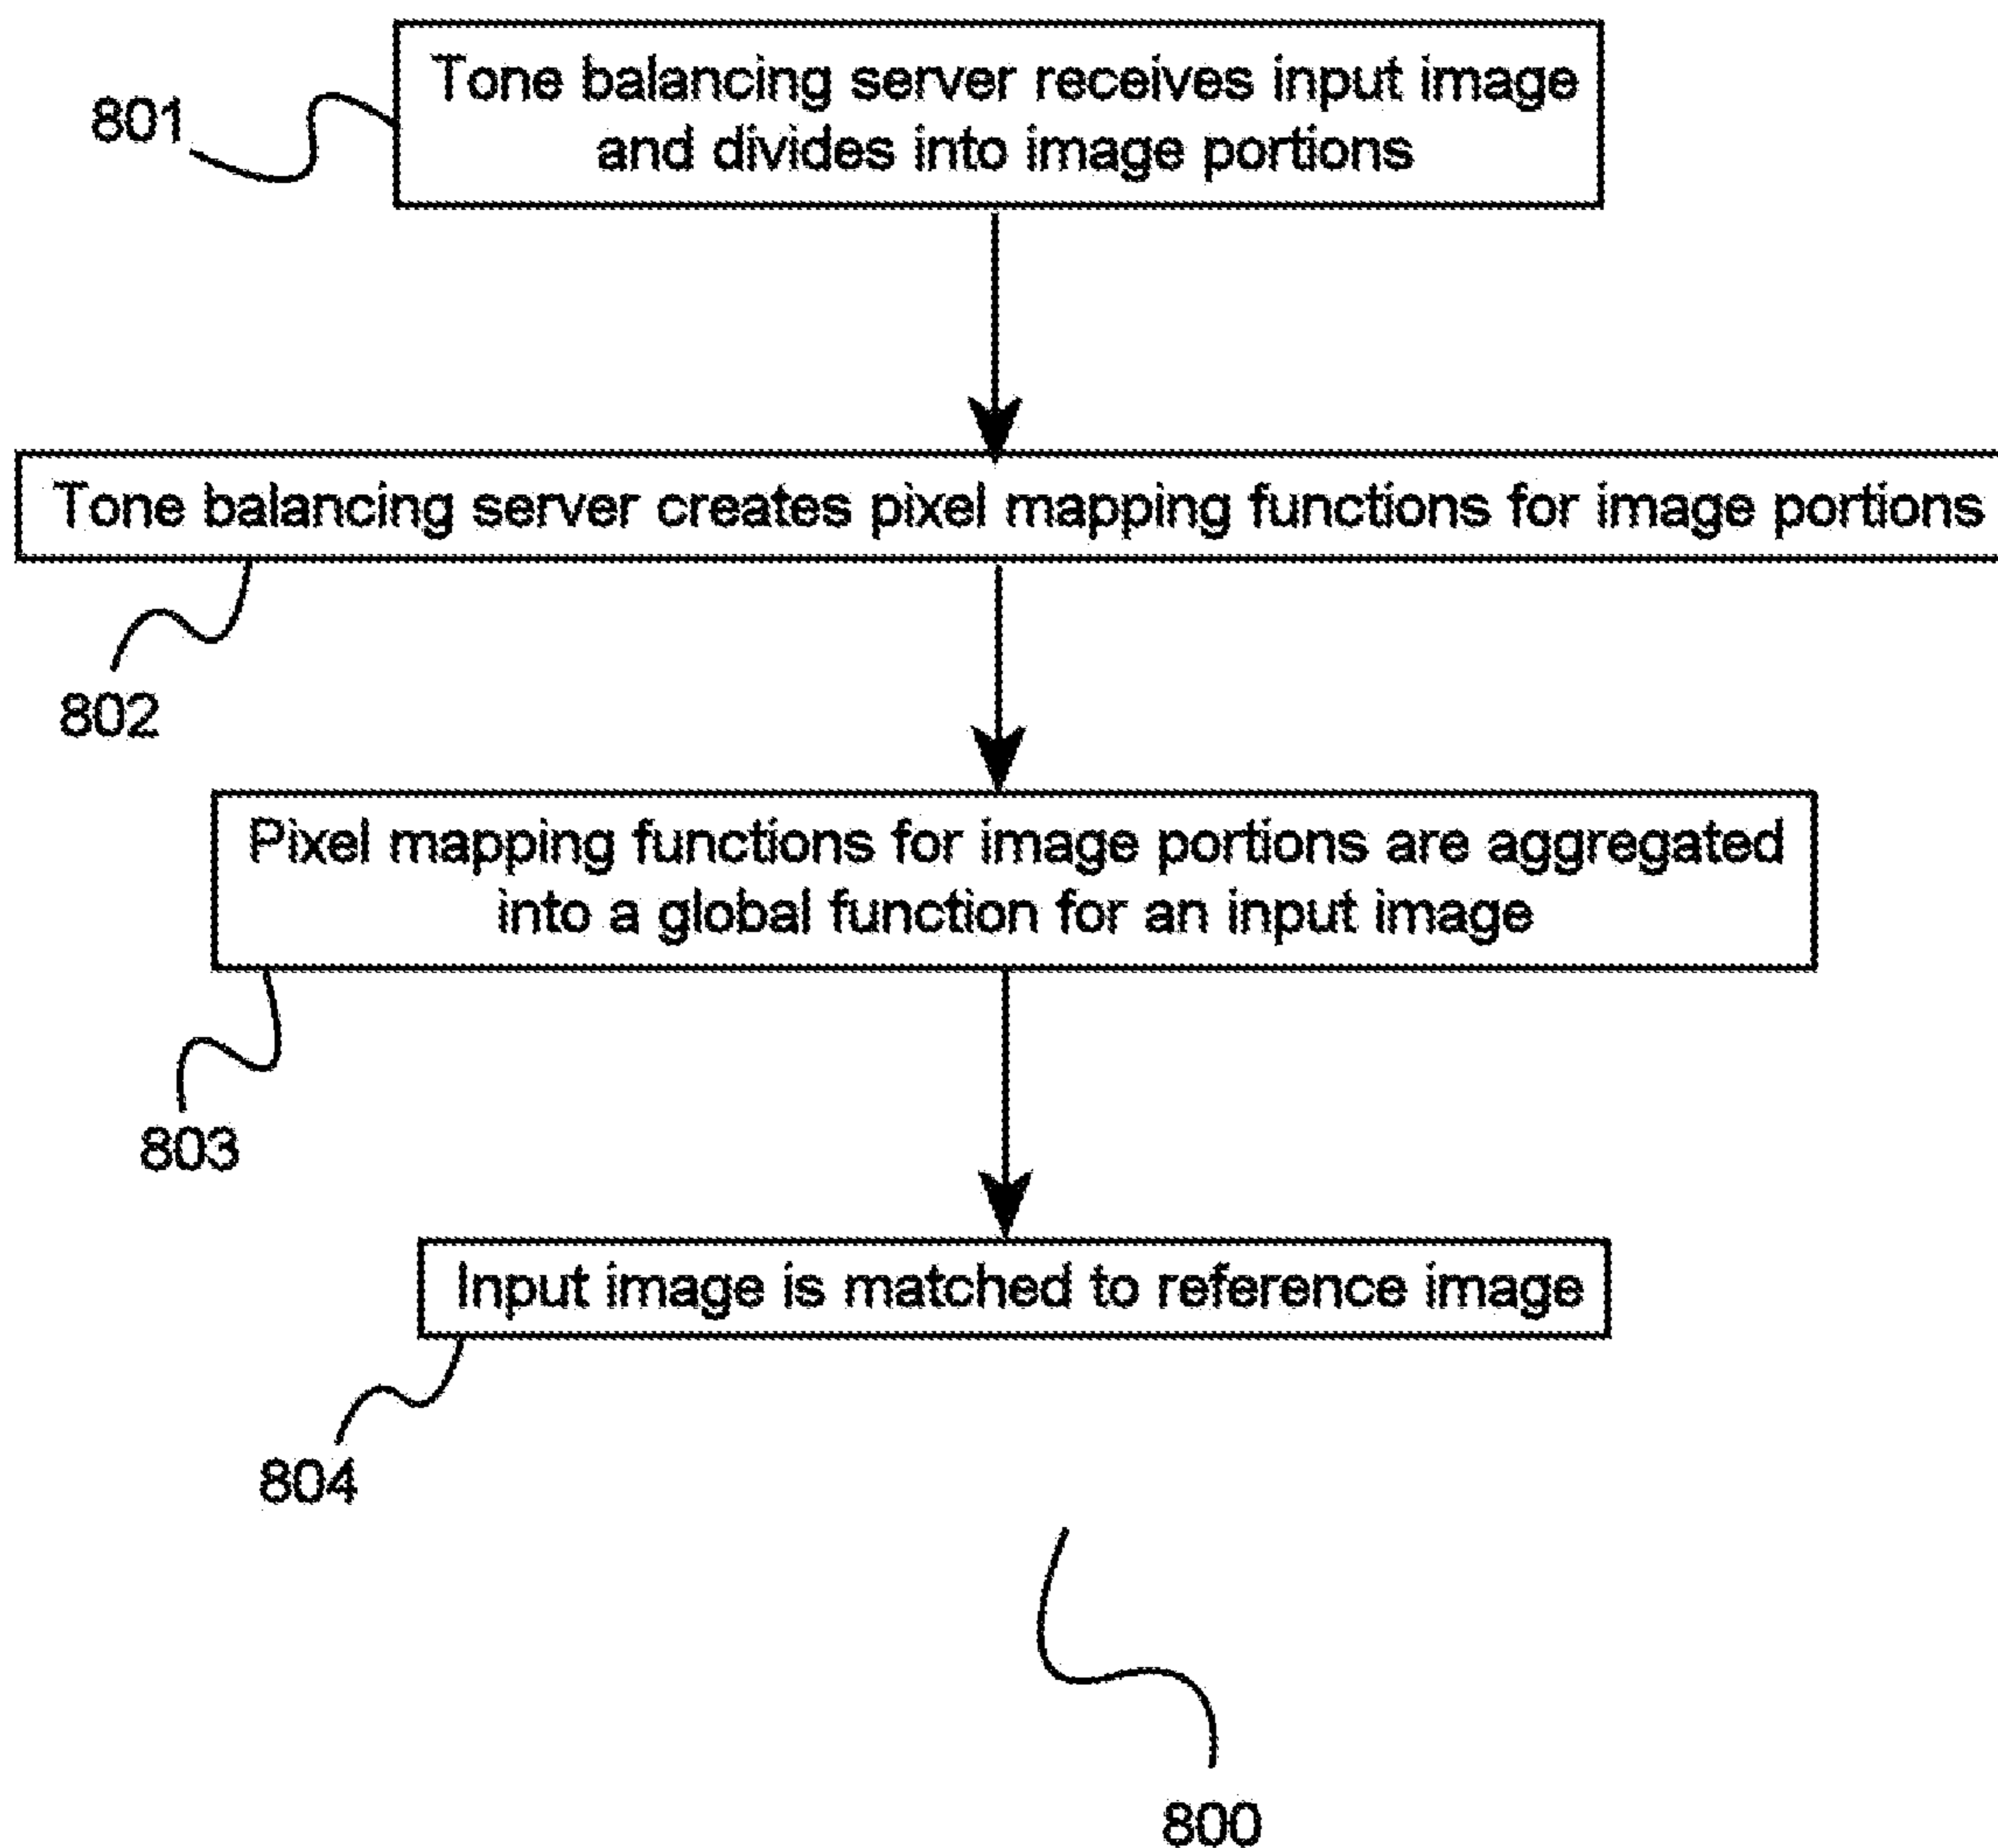 801
Tone balancing server receives input image
and divides into image portions
Tone balancing server creates pixel mapping functions for image portions
802
Pixel mapping functions for image portions are aggregated
into a global function for an input image
803
Input image is matched to reference image
804
800